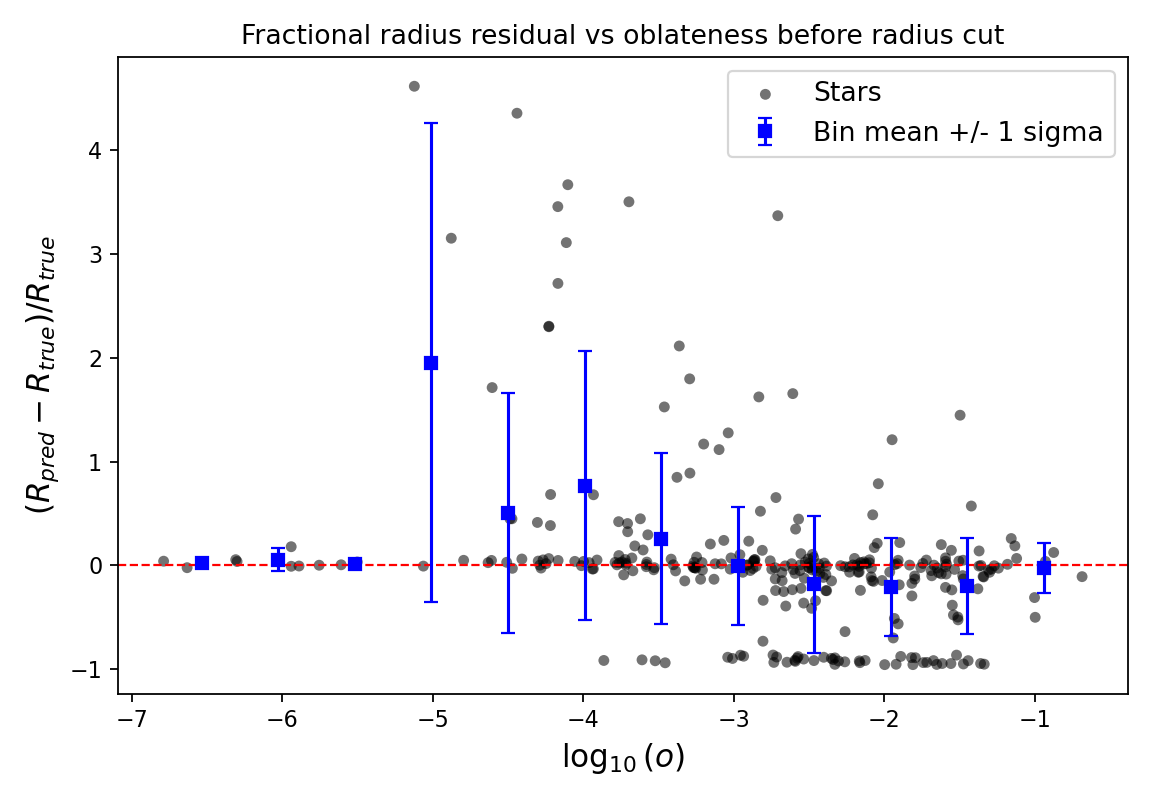 Fractional radius residual vs oblateness before radius cut
Stars
Bin mean +/- 1 sigma
(R_pred − R_true)/R_true
4
3
2
1
0
−1
−7 −6 −5 −4 −3 −2 −1
log₁₀(o)